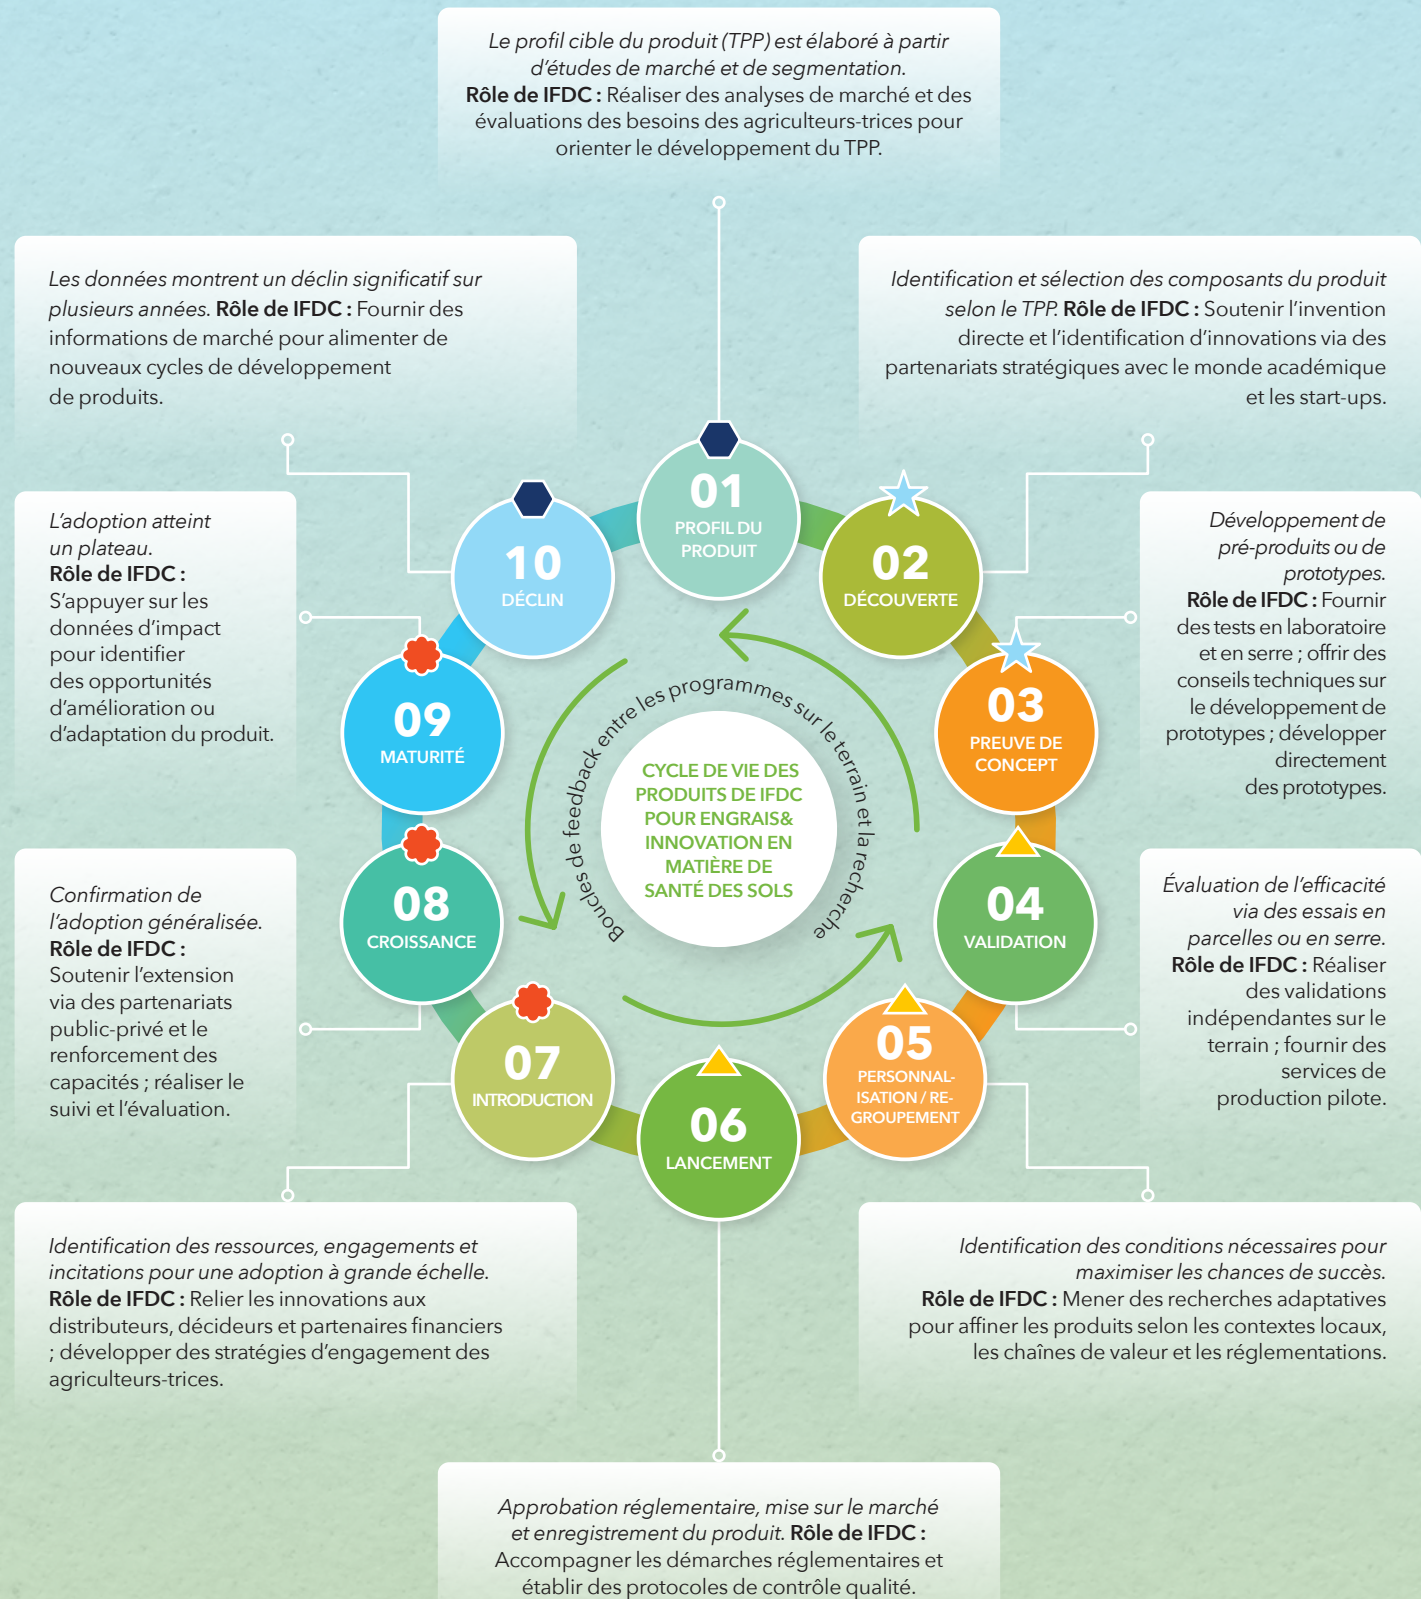 Le profil cible du produit (TPP) est élaboré à partir
d'études de marché et de segmentation.
Rôle de IFDC : Réaliser des analyses de marché et des
évaluations des besoins des agriculteurs-trices pour
orienter le développement du TPP.
Les données montrent un déclin significatif sur
plusieurs années. Rôle de IFDC : Fournir des
informations de marché pour alimenter de
nouveaux cycles de développement
de produits.
Identification et sélection des composants du produit
selon le TPP. Rôle de IFDC : Soutenir l'invention
directe et l'identification d'innovations via des
partenariats stratégiques avec le monde académique
et les start-ups.
L'adoption atteint
un plateau.
Rôle de IFDC :
S'appuyer sur les
données d'impact
pour identifier
des opportunités
d'amélioration ou
d'adaptation du produit.
Développement de
pré-produits ou de
prototypes.
Rôle de IFDC : Fournir
des tests en laboratoire
et en serre ; offrir des
conseils techniques sur
le développement de
prototypes ; développer
directement
des prototypes.
01
PROFIL DU
PRODUIT
02
DÉCOUVERTE
03
PREUVE DE
CONCEPT
04
VALIDATION
05
PERSONNAL-
ISATION / RE-
GROUPEMENT
06
LANCEMENT
07
INTRODUCTION
08
CROISSANCE
09
MATURITÉ
10
DÉCLIN
Boucles de feedback entre les programmes sur le terrain et la recherche
CYCLE DE VIE DES
PRODUITS DE IFDC
POUR ENGRAIS&
INNOVATION EN
MATIÈRE DE
SANTÉ DES SOLS
Confirmation de
l'adoption généralisée.
Rôle de IFDC :
Soutenir l'extension
via des partenariats
public-privé et le
renforcement des
capacités ; réaliser le
suivi et l'évaluation.
Évaluation de l'efficacité
via des essais en
parcelles ou en serre.
Rôle de IFDC : Réaliser
des validations
indépendantes sur le
terrain ; fournir des
services de
production pilote.
Identification des ressources, engagements et
incitations pour une adoption à grande échelle.
Rôle de IFDC : Relier les innovations aux
distributeurs, décideurs et partenaires financiers
; développer des stratégies d'engagement des
agriculteurs-trices.
Identification des conditions nécessaires pour
maximiser les chances de succès.
Rôle de IFDC : Mener des recherches adaptatives
pour affiner les produits selon les contextes locaux,
les chaînes de valeur et les réglementations.
Approbation réglementaire, mise sur le marché
et enregistrement du produit. Rôle de IFDC :
Accompagner les démarches réglementaires et
établir des protocoles de contrôle qualité.